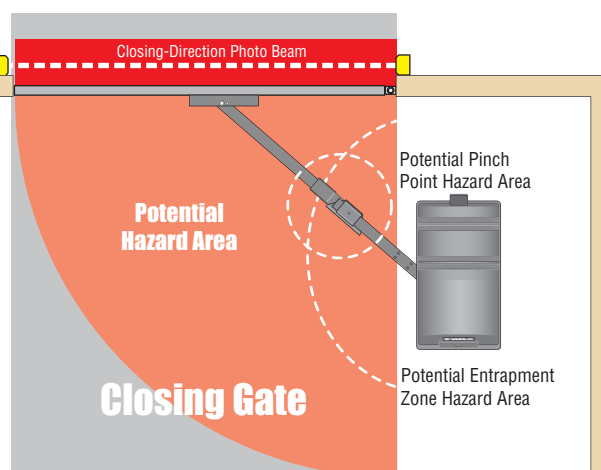 Closing-Direction Photo Beam
Potential Pinch
Point Hazard Area
Potential
Hazard Area
Potential Entrapment
Zone Hazard Area
Closing Gate